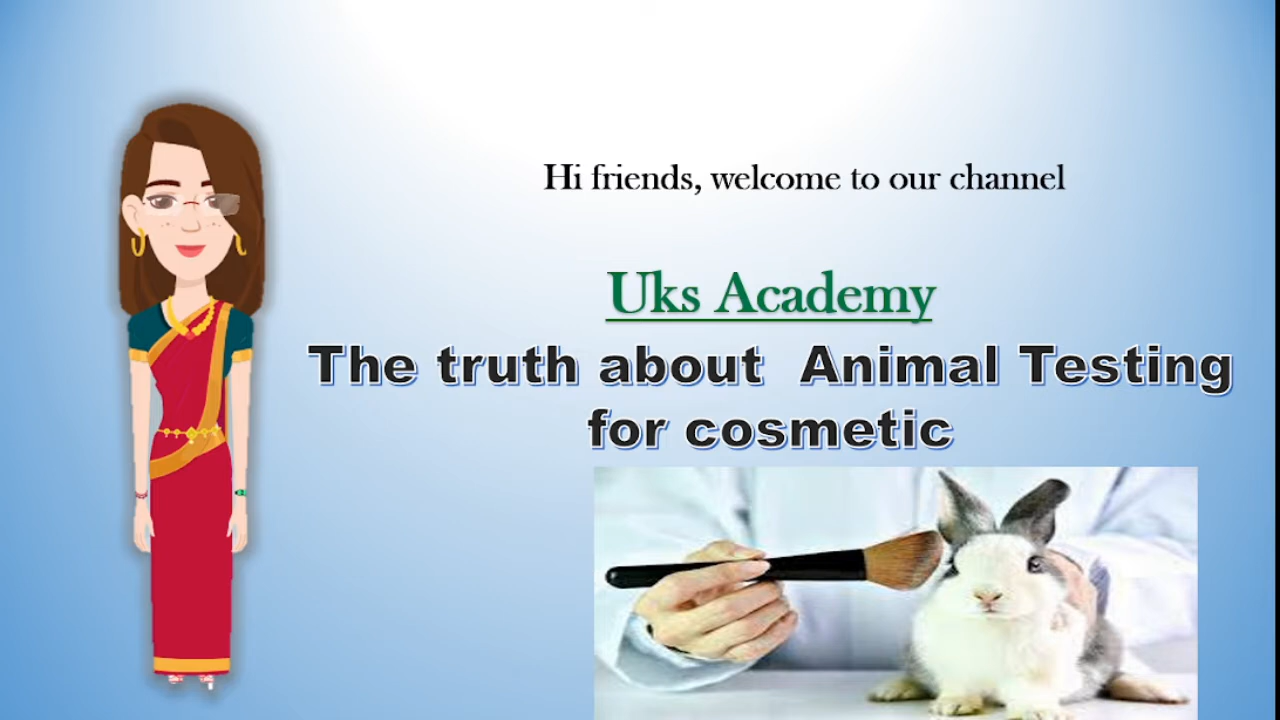 Hi friends, welcome to our channel
Uks Academy
The truth about Animal Testing
for cosmetic